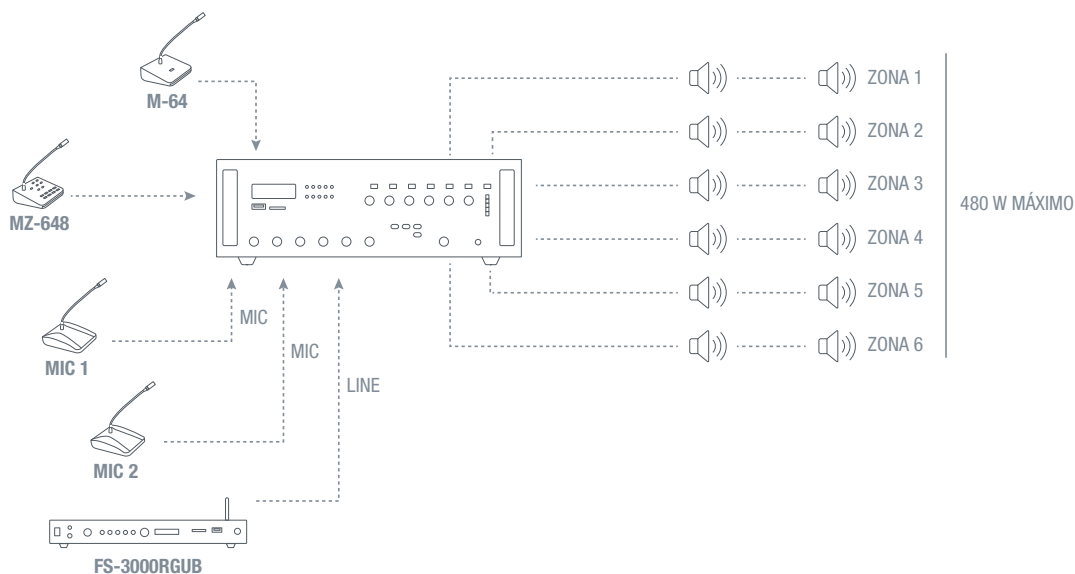 M-64
MZ-648
MIC 1
MIC 2
FS-3000RGUB
MIC
MIC
LINE
ZONA 1
ZONA 2
ZONA 3
ZONA 4
ZONA 5
ZONA 6
480 W MÁXIMO